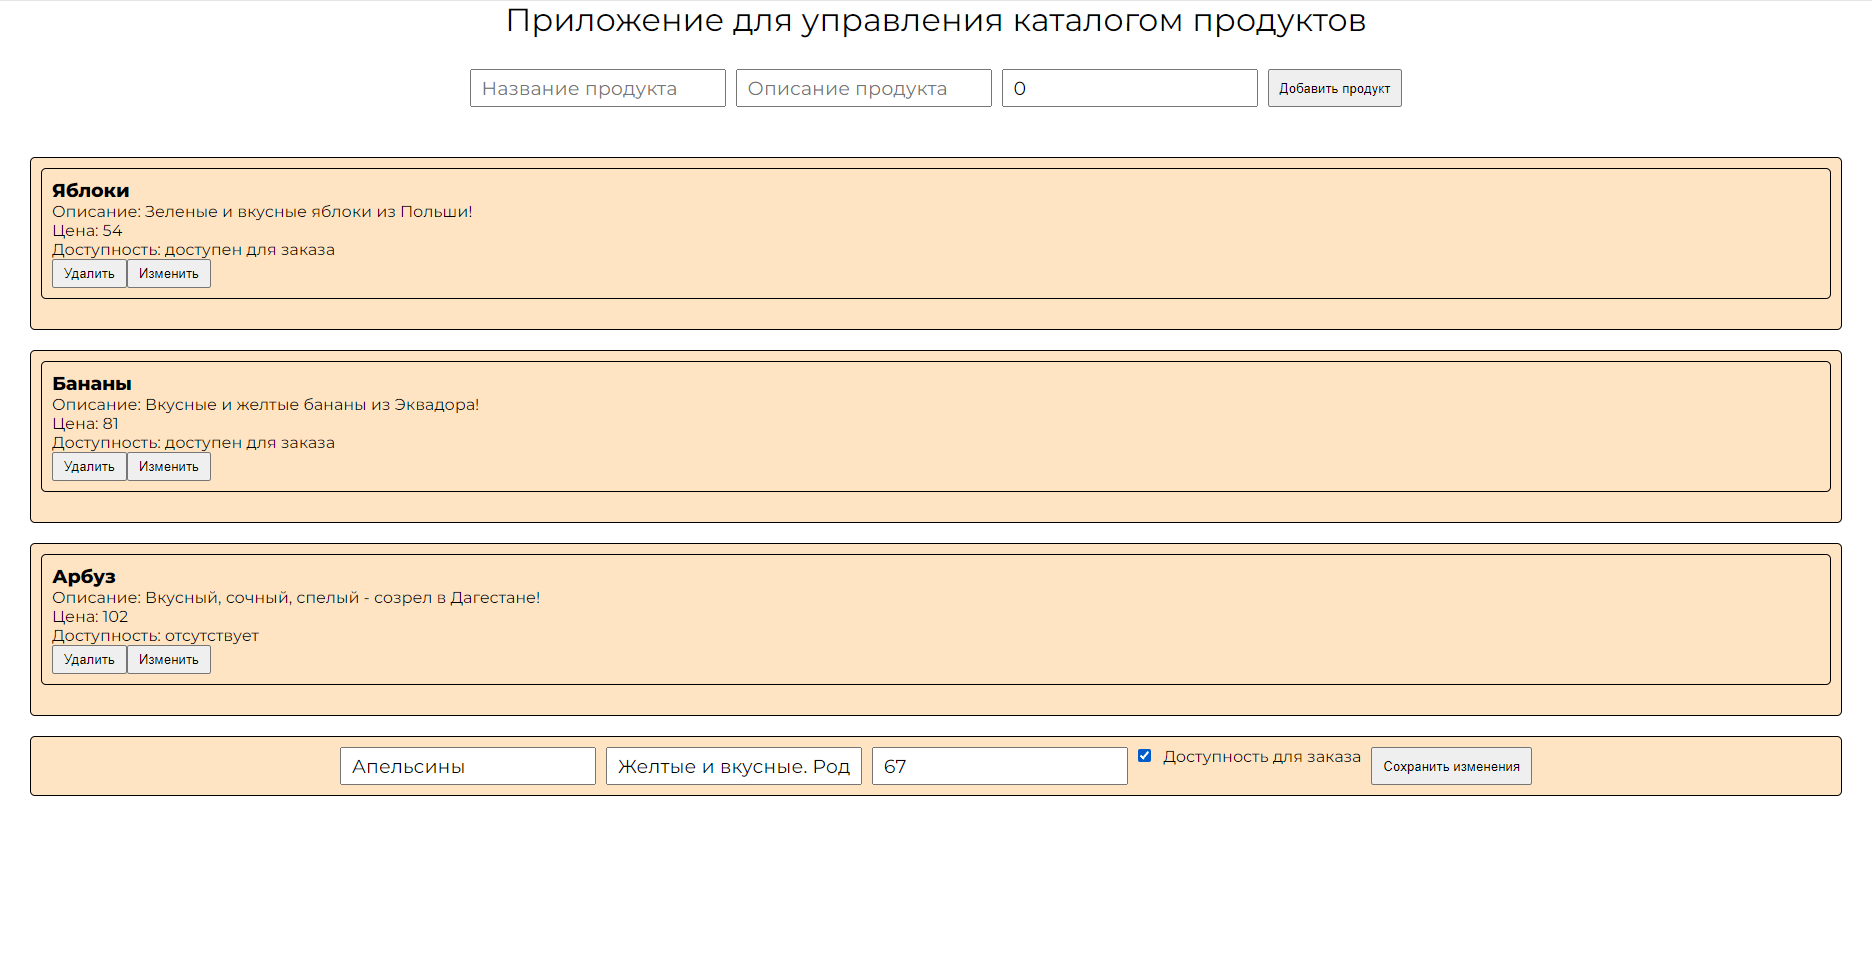 Приложение для управления каталогом продуктов
Название продукта Описание продукта 0 Добавить продукт
Яблоки
Описание: Зеленые и вкусные яблоки из Польши!
Цена: 54
Доступность: доступен для заказа
Удалить Изменить
Бананы
Описание: Вкусные и желтые бананы из Эквадора!
Цена: 81
Доступность: доступен для заказа
Удалить Изменить
Арбуз
Описание: Вкусный, сочный, спелый - созрел в Дагестане!
Цена: 102
Доступность: отсутствует
Удалить Изменить
Апельсины Желтые и вкусные. Род 67 Доступность для заказа Сохранить изменения